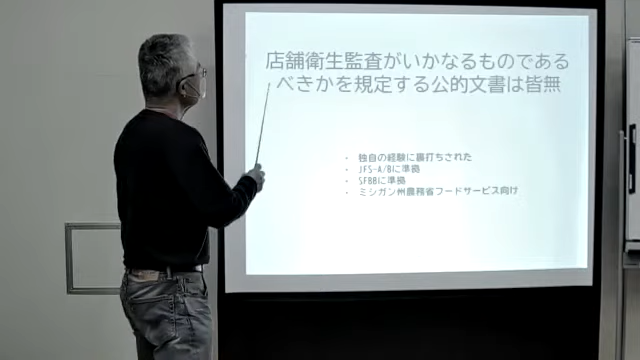 店舗衛生監査がいかなるものである
べきかを規定する公的文書は皆無
・ 独自の経験に裏打ちされた
・ JFS-A/Bに準拠
・ SFBBに準拠
・ ミシガン州農務省フードサービス向け